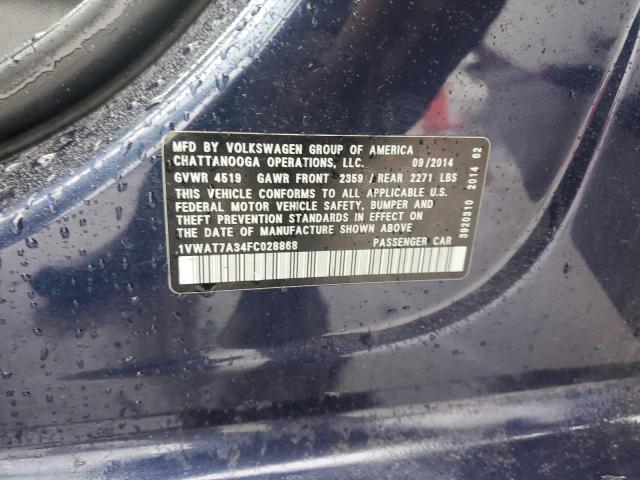 MFD BY VOLKSWAGEN GROUP OF AMERICA
CHATTANOOGA OPERATIONS, LLC. 09/2014
GVWR 4519 GAWR FRONT 2359 / REAR 2271 LBS
THIS VEHICLE CONFORMS TO ALL APPLICABLE U.S.
FEDERAL MOTOR VEHICLE SAFETY, BUMPER AND
THEFT PREVENTION STANDARDS IN EFFECT ON
THE DATE OF MANUFACTURE SHOWN ABOVE
1VWAT7A34FC028868 PASSENGER CAR
3920310 2014 62